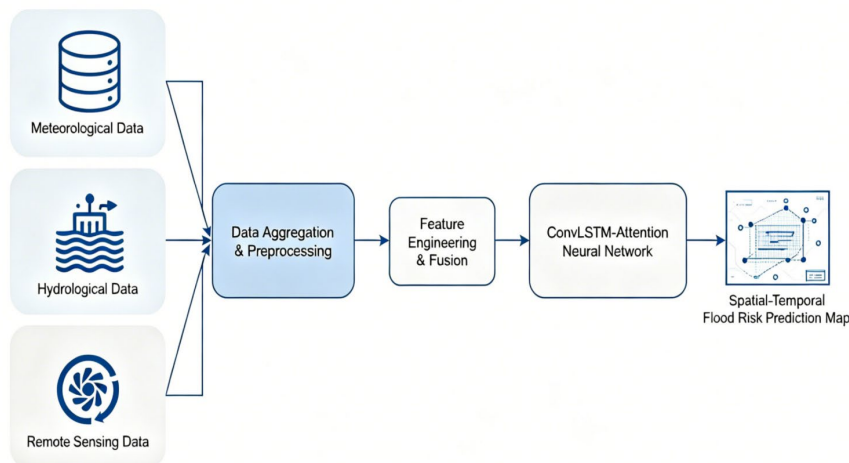 Meteorological Data
Hydrological Data
Remote Sensing Data
Data Aggregation
& Preprocessing
Feature
Engineering
& Fusion
ConvLSTM-Attention
Neural Network
Spatial-Temporal
Flood Risk Prediction Map